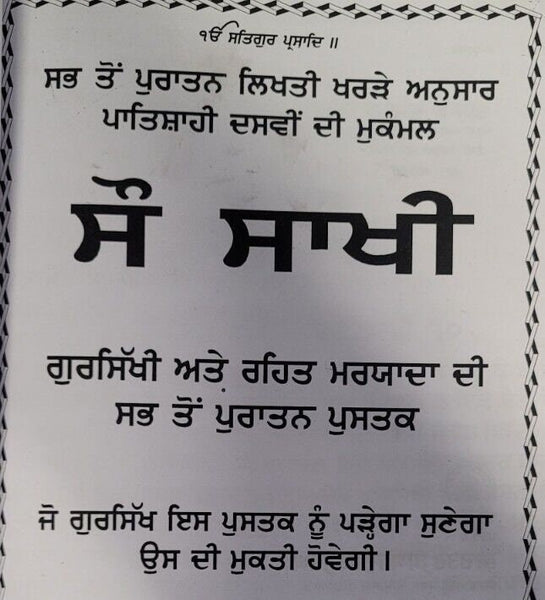 ੴ ਸਤਿਗੁਰ ਪ੍ਰਸਾਦਿ ॥
ਸਭ ਤੋਂ ਪੁਰਾਤਨ ਲਿਖਤੀ ਖਰੜੇ ਅਨੁਸਾਰ
ਪਾਤਿਸ਼ਾਹੀ ਦਸਵੀਂ ਦੀ ਮੁਕੰਮਲ
ਸੌ ਸਾਖੀ
ਗੁਰਸਿੱਖੀ ਅਤੇ ਰਹਿਤ ਮਰਯਾਦਾ ਦੀ
ਸਭ ਤੋਂ ਪੁਰਾਤਨ ਪੁਸਤਕ
ਜੋ ਗੁਰਸਿੱਖ ਇਸ ਪੁਸਤਕ ਨੂੰ ਪੜ੍ਹੇਗਾ ਸੁਣੇਗਾ
ਉਸ ਦੀ ਮੁਕਤੀ ਹੋਵੇਗੀ।